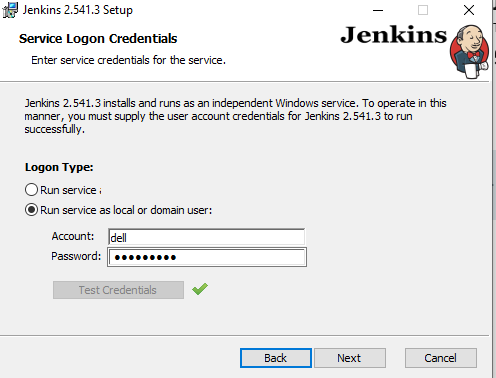 Jenkins 2.541.3 Setup
Service Logon Credentials
Enter service credentials for the service.
Jenkins
Jenkins 2.541.3 installs and runs as an independent Windows service. To operate in this
manner, you must supply the user account credentials for Jenkins 2.541.3 to run
successfully.
Logon Type:
Run service
Run service as local or domain user:
Account: dell
Password: •••••••••
Test Credentials
Back Next Cancel